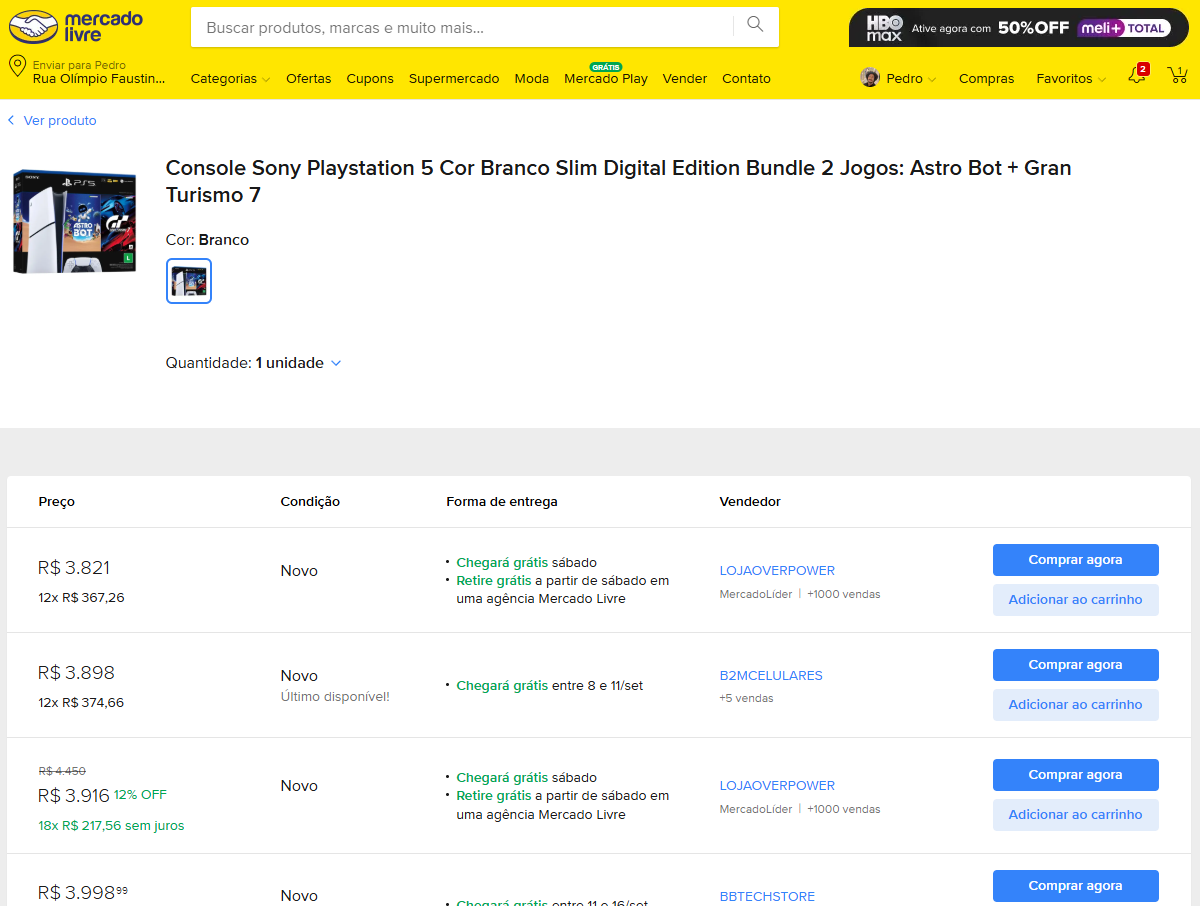 mercado
livre
Buscar produtos, marcas e muito mais...
HBO
max
Ative agora com 50%OFF meli+ TOTAL
Enviar para Pedro
Rua Olímpio Faustin...
Categorias Ofertas Cupons Supermercado Moda Mercado Play Vender Contato
GRÁTIS
Pedro Compras Favoritos 2 1
Ver produto
Console Sony Playstation 5 Cor Branco Slim Digital Edition Bundle 2 Jogos: Astro Bot + Gran
Turismo 7
SONY
PS5
ASTRO
BOT
GT
L
Cor: Branco
Quantidade: 1 unidade
Preço Condição Forma de entrega Vendedor
R$ 3.821
12x R$ 367,26
Novo
• Chegará grátis sábado
• Retire grátis a partir de sábado em
uma agência Mercado Livre
LOJAOVERPOWER
MercadoLíder | +1000 vendas
Comprar agora
Adicionar ao carrinho
R$ 3.898
12x R$ 374,66
Novo
Último disponível!
• Chegará grátis entre 8 e 11/set
B2MCELULARES
+5 vendas
Comprar agora
Adicionar ao carrinho
R$ 4.450
R$ 3.916 12% OFF
18x R$ 217,56 sem juros
Novo
• Chegará grátis sábado
• Retire grátis a partir de sábado em
uma agência Mercado Livre
LOJAOVERPOWER
MercadoLíder | +1000 vendas
Comprar agora
Adicionar ao carrinho
R$ 3.998 99
Novo
• Chegará grátis entre 11 e 16/set
BBTECHSTORE
Comprar agora